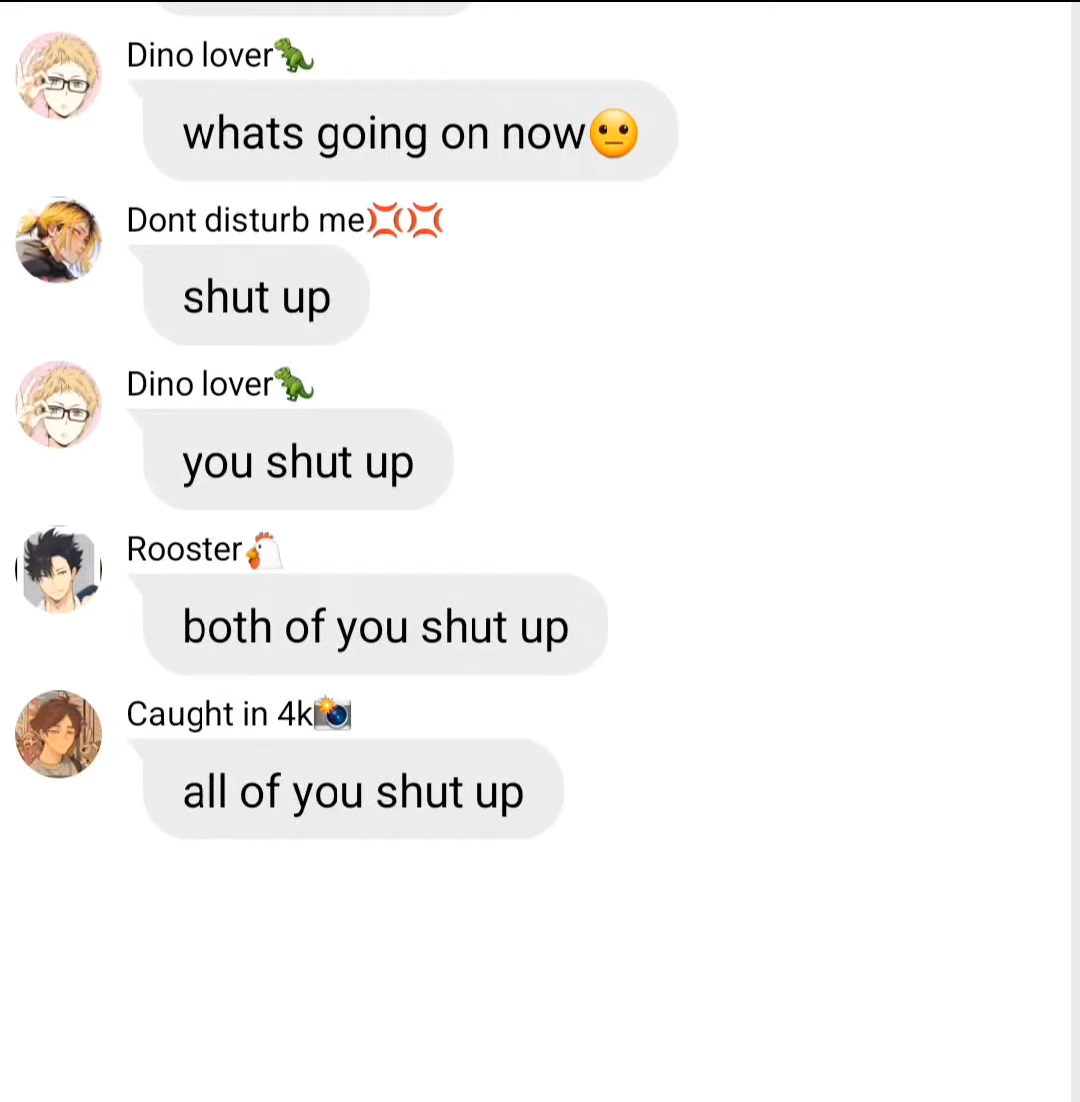 Dino lover🦖
whats going on now😐
Dont disturb me💢💢
shut up
Dino lover🦖
you shut up
Rooster🐔
both of you shut up
Caught in 4k📸
all of you shut up